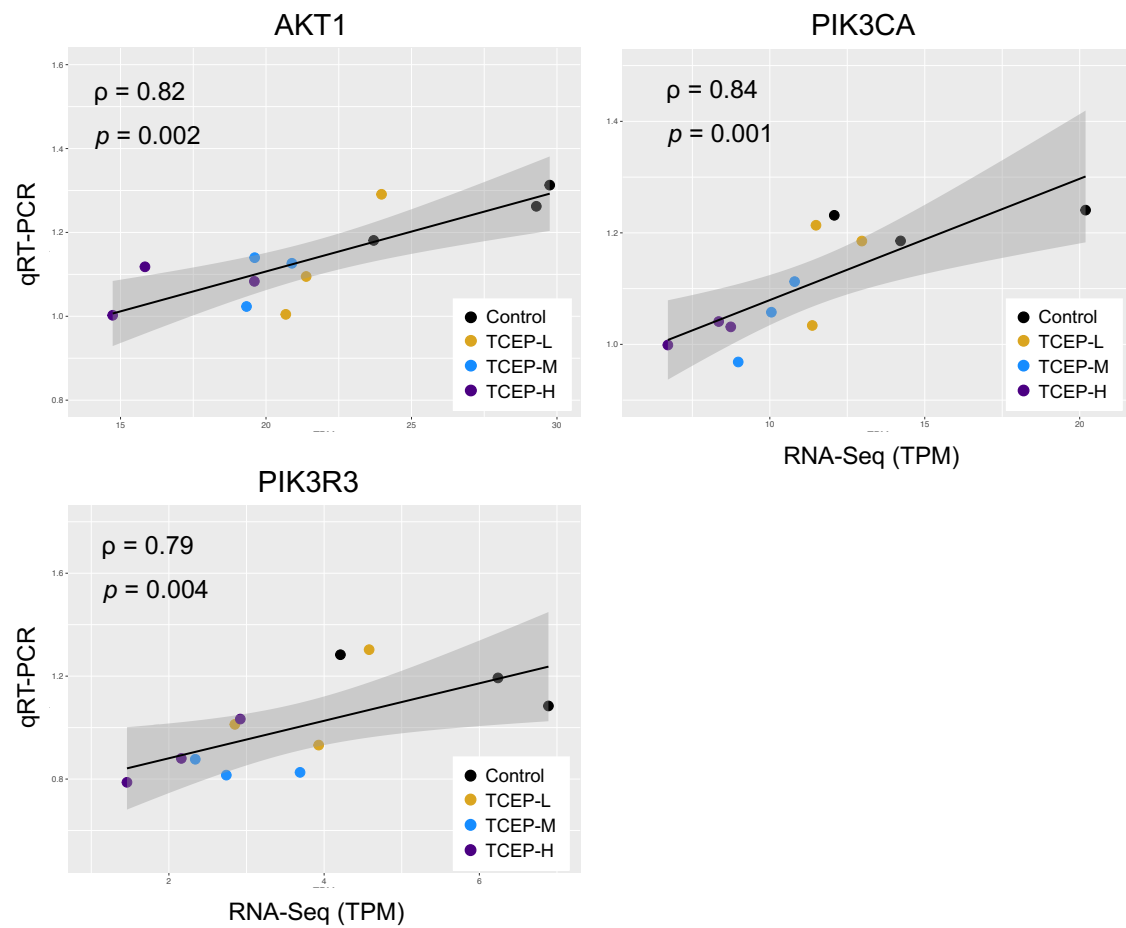 AKT1
ρ = 0.82
p = 0.002
qRT-PCR
1.6
1.4
1.2
1.0
0.8
15
20
25
30
Control
TCEP-L
TCEP-M
TCEP-H
PIK3CA
ρ = 0.84
p = 0.001
1.4
1.2
1.0
10
15
20
Control
TCEP-L
TCEP-M
TCEP-H
RNA-Seq (TPM)
PIK3R3
ρ = 0.79
p = 0.004
qRT-PCR
1.6
1.2
0.8
2
4
6
Control
TCEP-L
TCEP-M
TCEP-H
RNA-Seq (TPM)